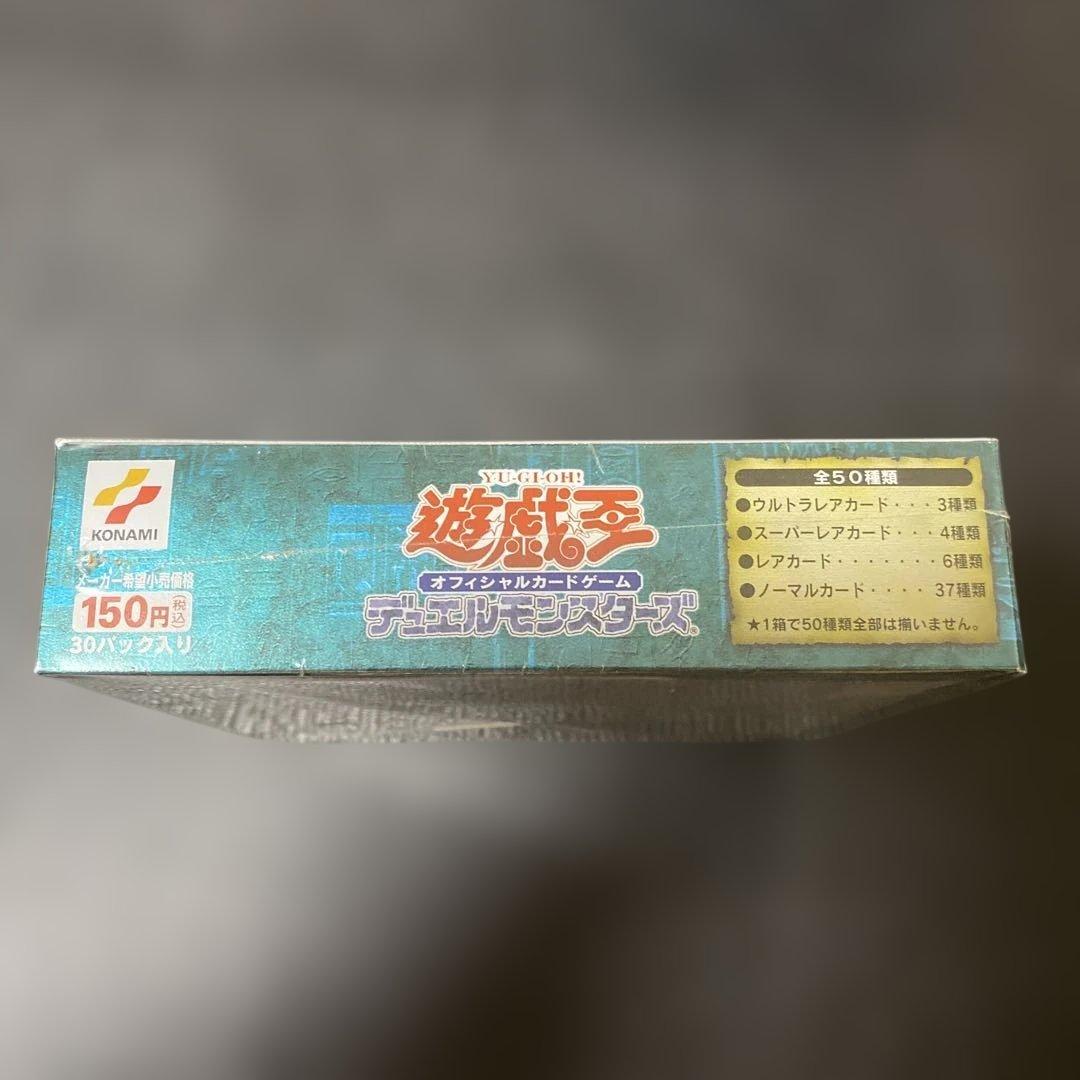 KONAMI
メーカー希望小売価格
150円(税込)
30パック入り
YU-GI-OH!
遊戯王
オフィシャルカードゲーム
デュエルモンスターズ®
全50種類
●ウルトラレアカード・・・3種類
●スーパーレアカード・・・4種類
●レアカード・・・・・・・6種類
●ノーマルカード・・・・37種類
★1箱で50種類全部は揃いません。